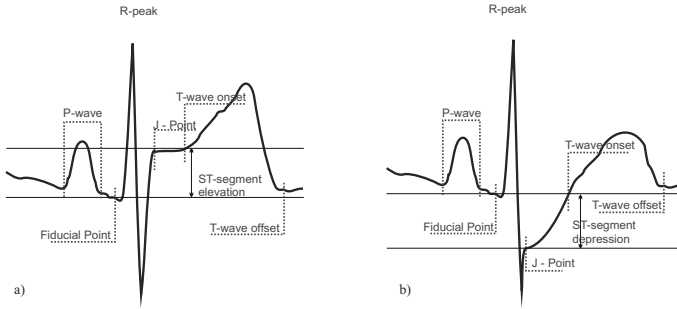 R-peak
P-wave
T-wave onset
J - Point
ST-segment
elevation
Fiducial Point
T-wave offset
a)
R-peak
P-wave
T-wave onset
T-wave offset
Fiducial Point
ST-segment
depression
J - Point
b)